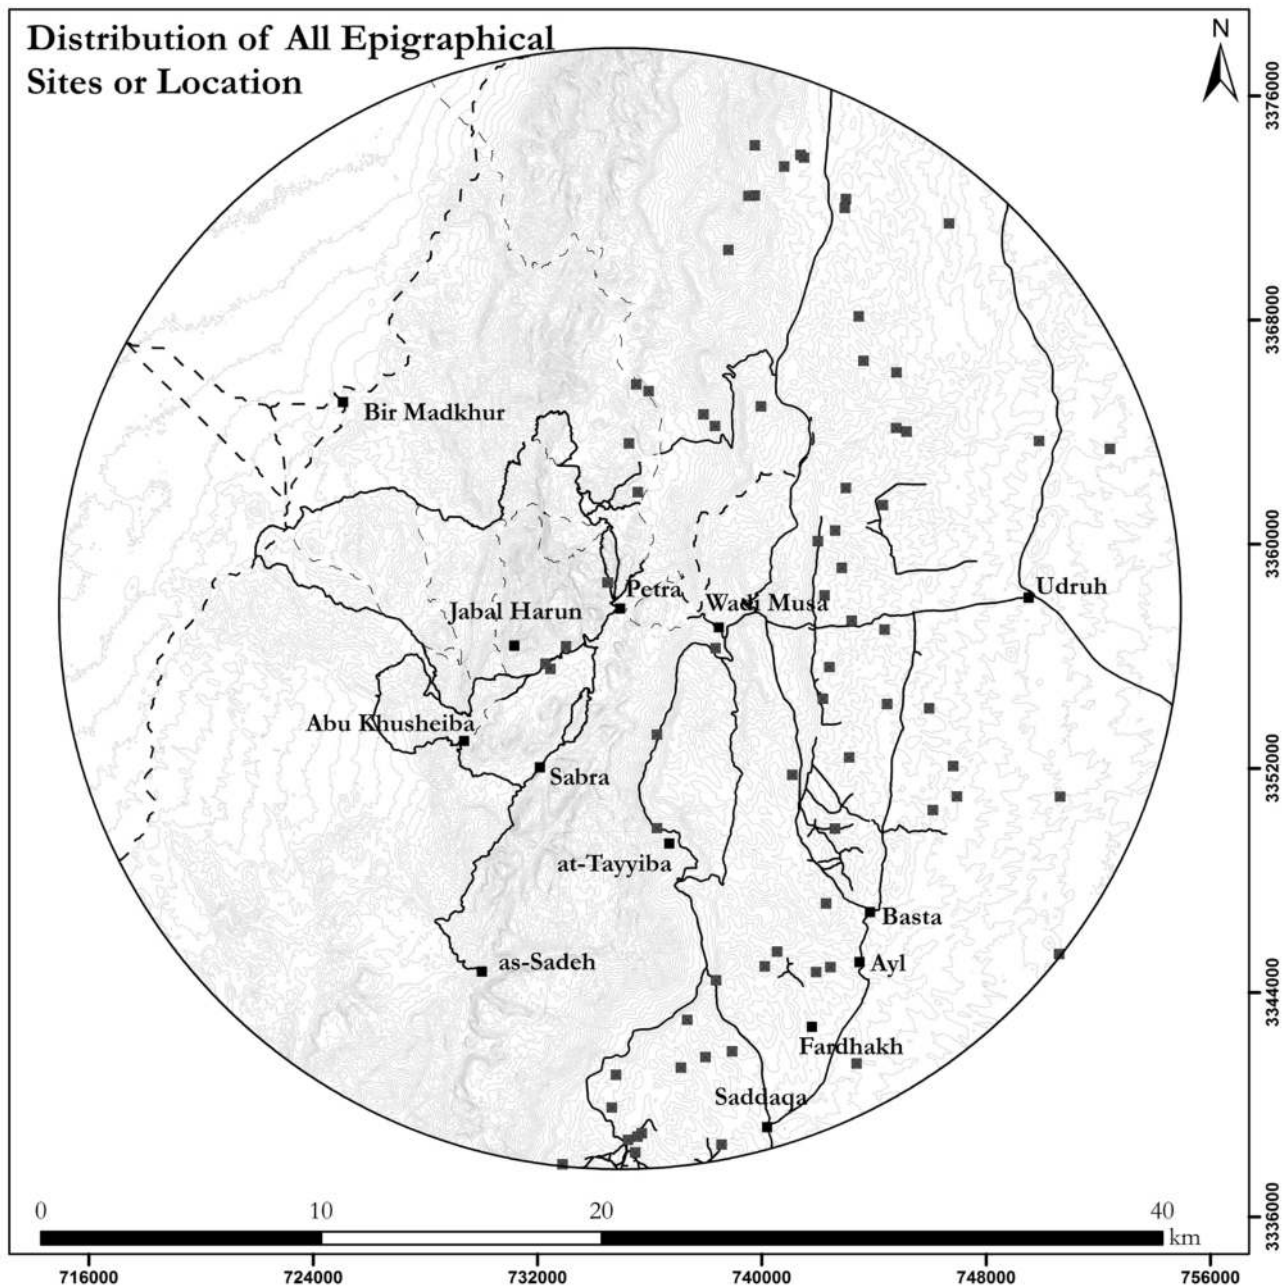 Distribution of All Epigraphical
Sites or Location
N
Bir Madkhur
Petra
Udruh
Jabal Harun
Wadi Musa
Abu Khusheiba
Sabra
at-Tayyiba
Basta
as-Sadeh
Ayl
Fardhakh
Saddaqa
3376000
3368000
3360000
3352000
3344000
3336000
0 10 20 40
km
716000 724000 732000 740000 748000 756000